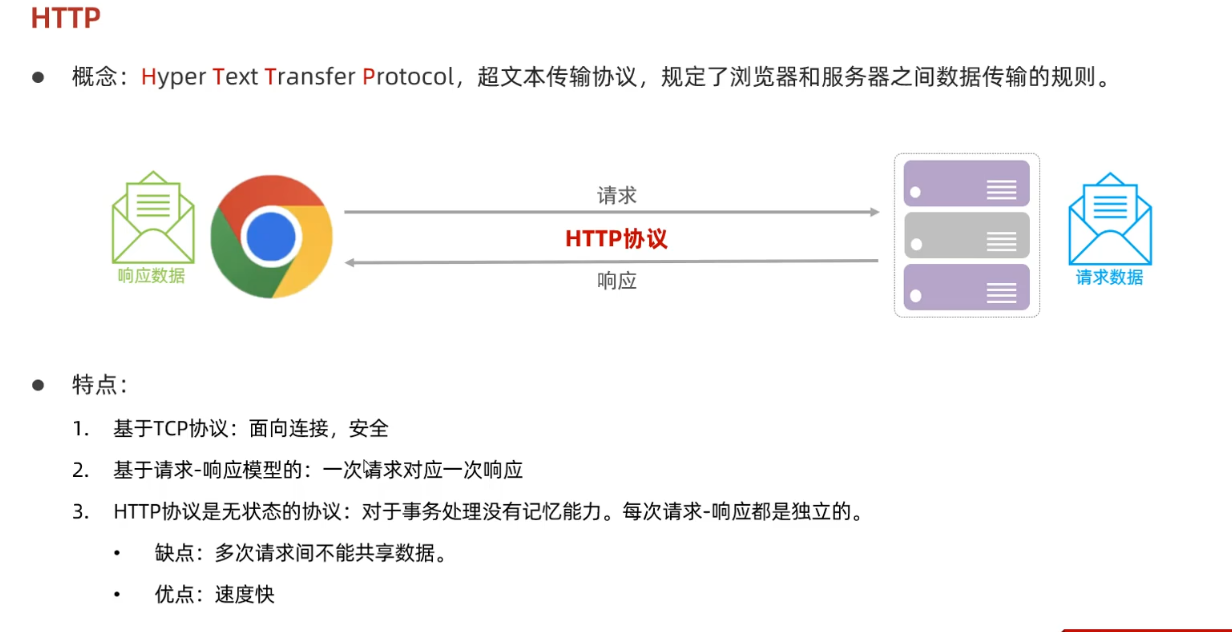 HTTP
● 概念：Hyper Text Transfer Protocol，超文本传输协议，规定了浏览器和服务器之间数据传输的规则。
请求
HTTP协议
响应数据
响应
请求数据
● 特点：
1. 基于TCP协议：面向连接，安全
2. 基于请求-响应模型的：一次请求对应一次响应
3. HTTP协议是无状态的协议：对于事务处理没有记忆能力。每次请求-响应都是独立的。
• 缺点：多次请求间不能共享数据。
• 优点：速度快